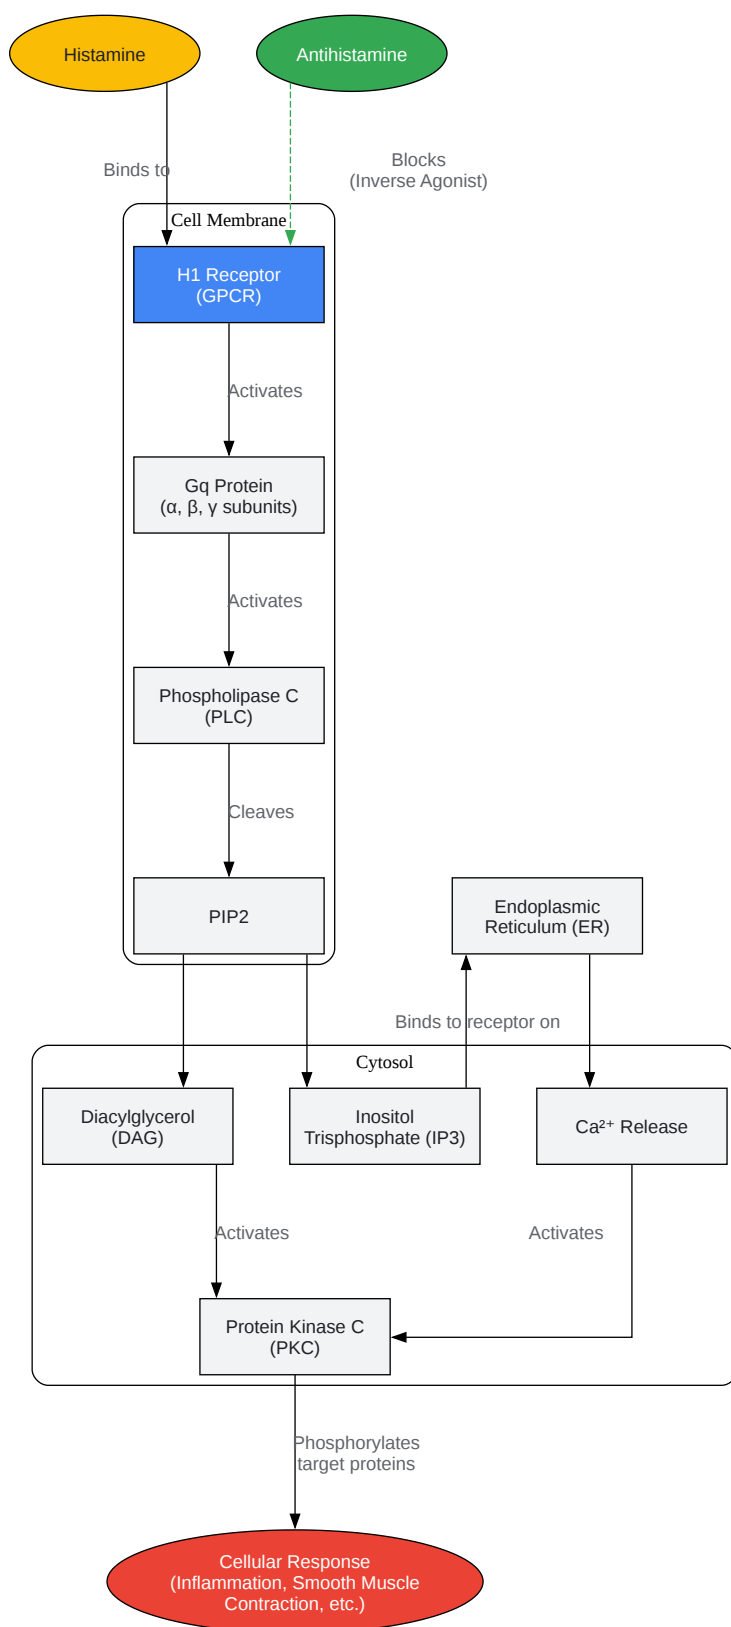 Histamine
Antihistamine
Binds to
Blocks
(Inverse Agonist)
Cell Membrane
H1 Receptor
(GPCR)
Activates
Gq Protein
(α, β, γ subunits)
Activates
Phospholipase C
(PLC)
Cleaves
PIP2
Endoplasmic
Reticulum (ER)
Binds to receptor on
Cytosol
Diacylglycerol
(DAG)
Inositol
Trisphosphate (IP3)
Ca²⁺ Release
Activates
Activates
Protein Kinase C
(PKC)
Phosphorylates
target proteins
Cellular Response
(Inflammation, Smooth Muscle
Contraction, etc.)